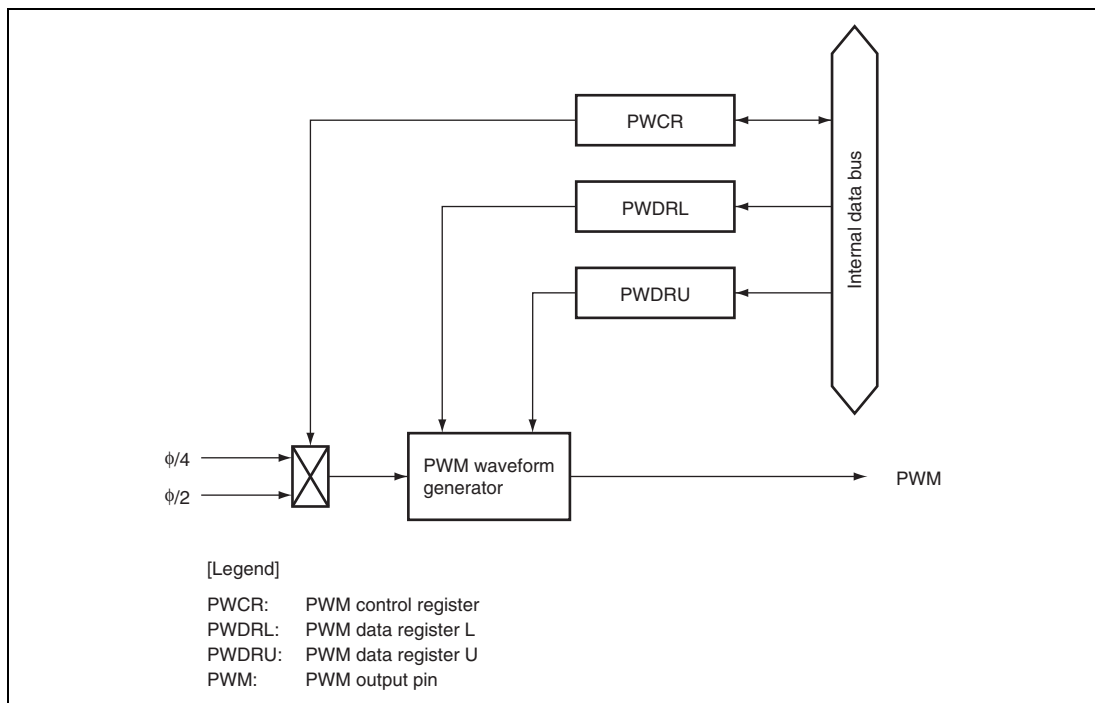 PWCR
PWDRL
PWDRU
Internal data bus
ϕ/4
ϕ/2
PWM waveform
generator
PWM
[Legend]
PWCR: PWM control register
PWDRL: PWM data register L
PWDRU: PWM data register U
PWM: PWM output pin